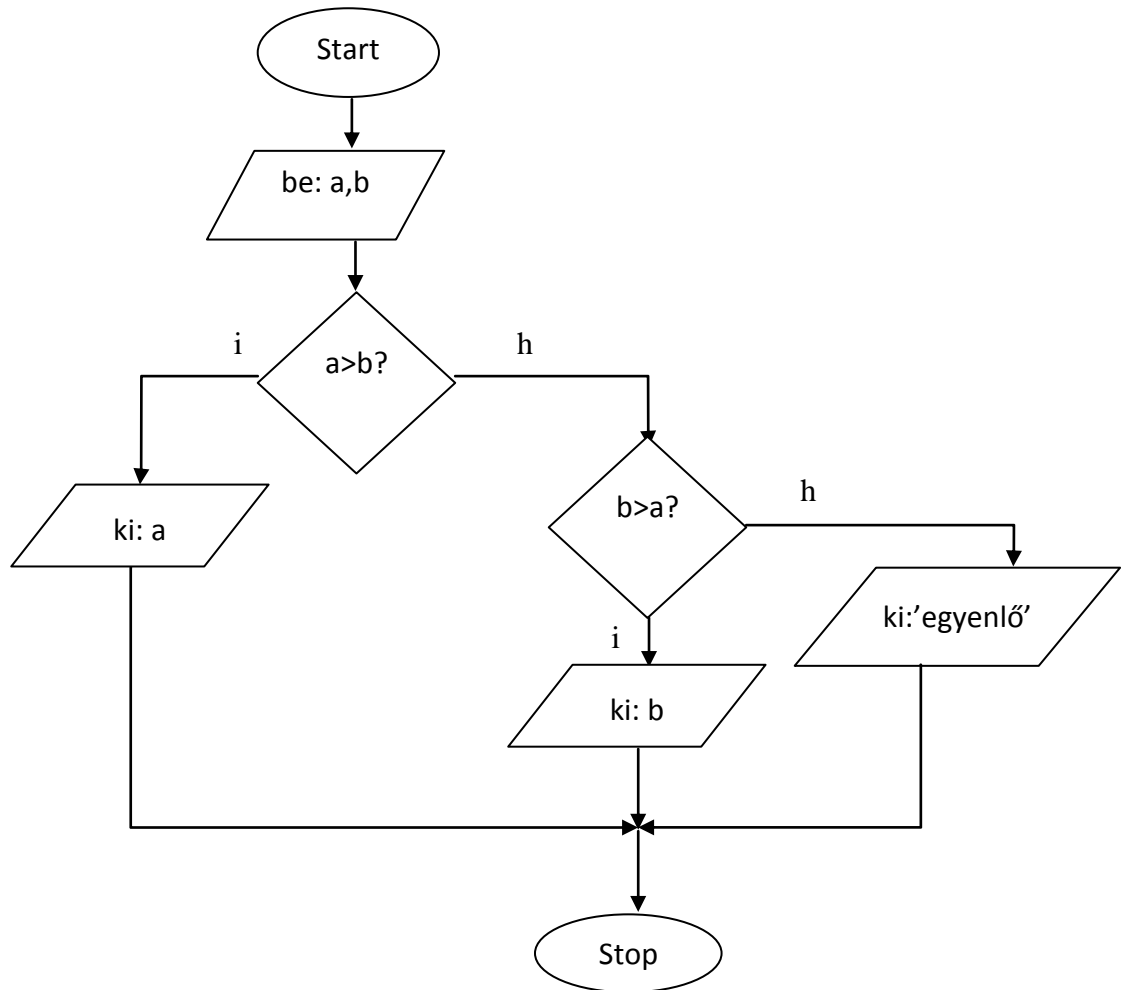 Start
be: a,b
i
h
a>b?
h
b>a?
ki: a
ki:’egyenlő’
i
ki: b
Stop